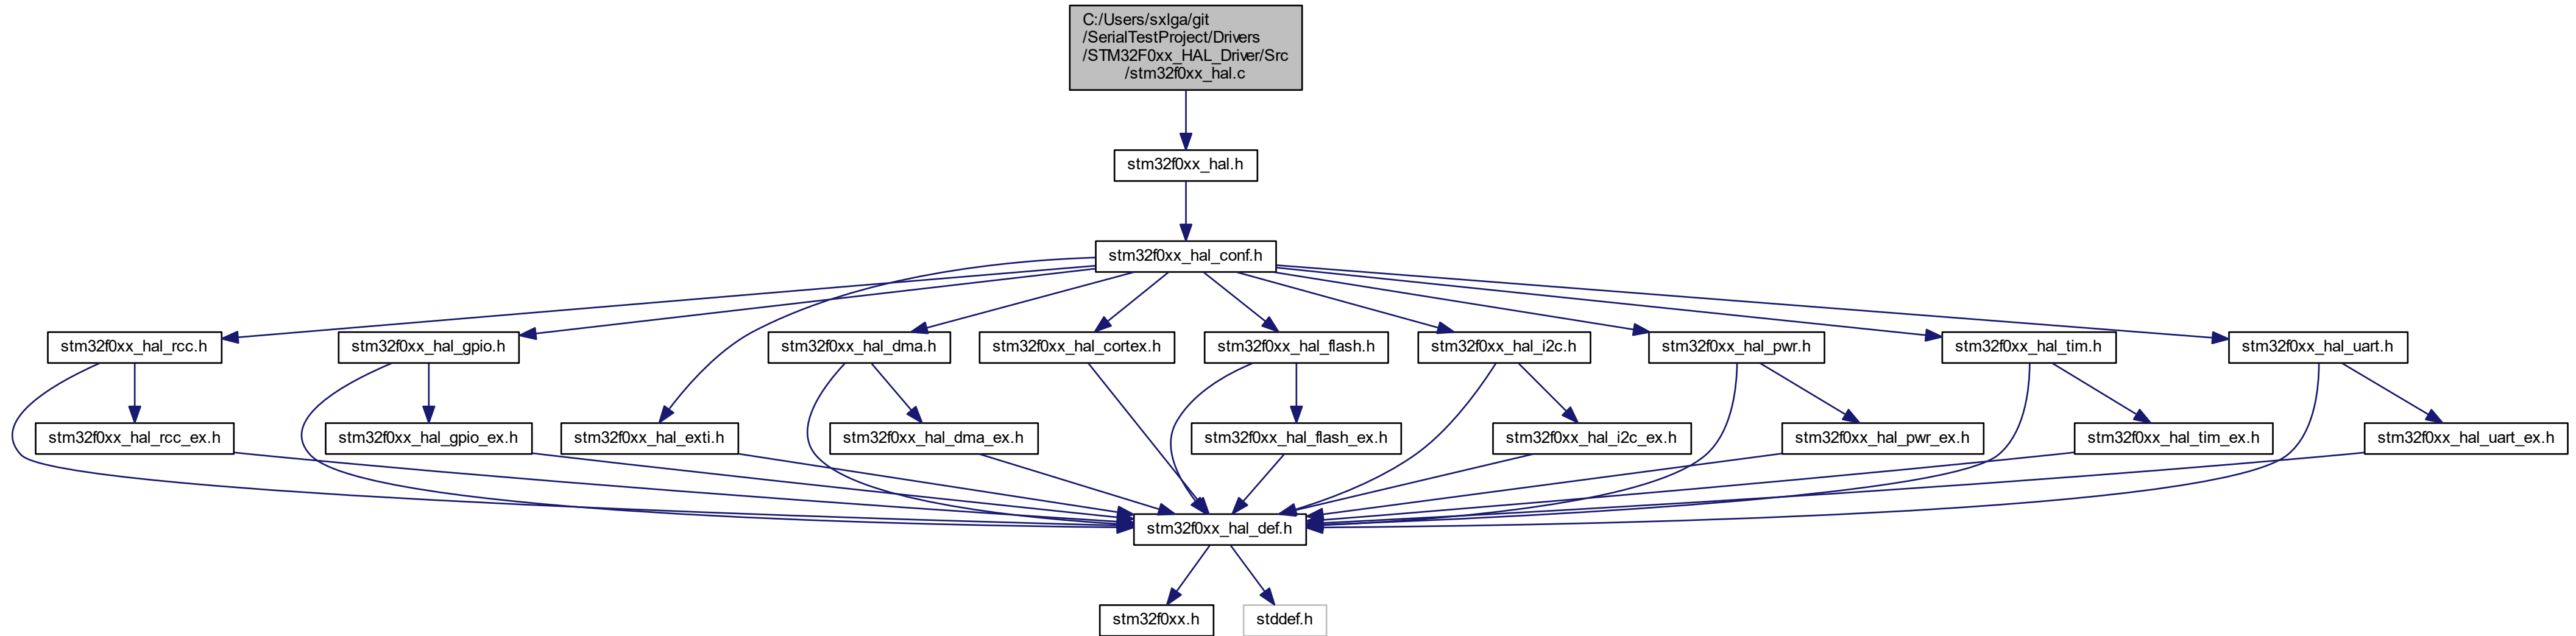 C:/Users/sxlga/git
/SerialTestProject/Drivers
/STM32F0xx_HAL_Driver/Src
/stm32f0xx_hal.c
stm32f0xx_hal.h
stm32f0xx_hal_conf.h
stm32f0xx_hal_rcc.h
stm32f0xx_hal_gpio.h
stm32f0xx_hal_dma.h
stm32f0xx_hal_cortex.h
stm32f0xx_hal_flash.h
stm32f0xx_hal_i2c.h
stm32f0xx_hal_pwr.h
stm32f0xx_hal_tim.h
stm32f0xx_hal_uart.h
stm32f0xx_hal_rcc_ex.h
stm32f0xx_hal_gpio_ex.h
stm32f0xx_hal_exti.h
stm32f0xx_hal_dma_ex.h
stm32f0xx_hal_flash_ex.h
stm32f0xx_hal_i2c_ex.h
stm32f0xx_hal_pwr_ex.h
stm32f0xx_hal_tim_ex.h
stm32f0xx_hal_uart_ex.h
stm32f0xx_hal_def.h
stm32f0xx.h
stddef.h